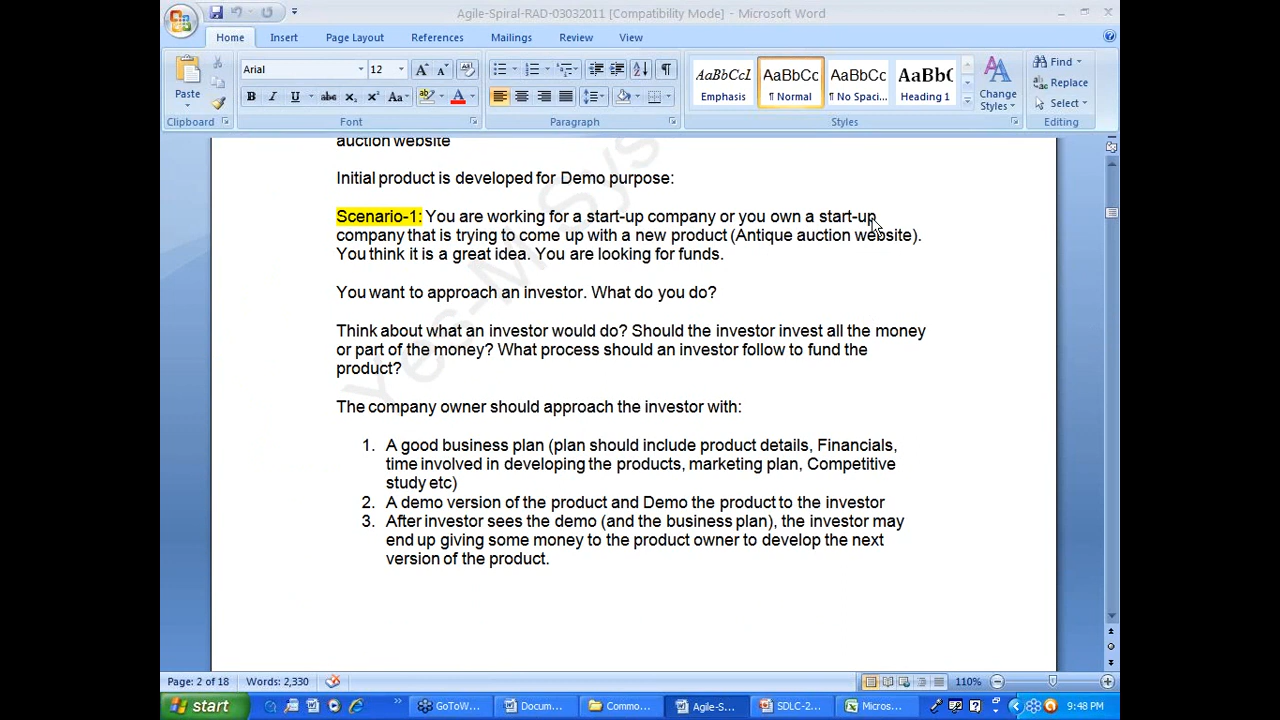 Agile-Spiral-RAD-03032011 [Compatibility Mode] - Microsoft Word
Home Insert Page Layout References Mailings Review View
Paste
Arial 12
AaBbCcL AaBbCc AaBbCc AaBbC
Emphasis ¶ Normal ¶ No Spaci... Heading 1
Change Styles
Find
Replace
Select
Clipboard Font Paragraph Styles Editing
auction website
Initial product is developed for Demo purpose:
Scenario-1: You are working for a start-up company or you own a start-up
company that is trying to come up with a new product (Antique auction website).
You think it is a great idea. You are looking for funds.
You want to approach an investor. What do you do?
Think about what an investor would do? Should the investor invest all the money
or part of the money? What process should an investor follow to fund the
product?
The company owner should approach the investor with:
1. A good business plan (plan should include product details, Financials,
time involved in developing the products, marketing plan, Competitive
study etc)
2. A demo version of the product and Demo the product to the investor
3. After investor sees the demo (and the business plan), the investor may
end up giving some money to the product owner to develop the next
version of the product.
Yes-M Sys
Page: 2 of 18 Words: 2,330 110%
start GoToW... Docum... Commo... Agile-S... SDLC-2... Micros... 9:48 PM